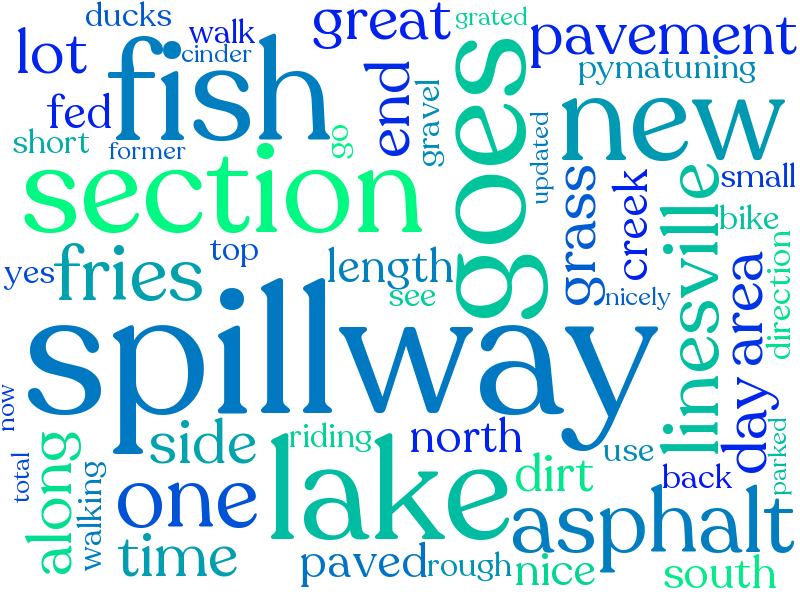 ducks
walk
great
grated
lot
cinder
pavement
fish
end
goes
pymatuning
fed
gravel
new
short
former
go
updated
section
grass
creek
linesville
small
bike
yes
fries
top
length
see
nicely
area
direction
spillway
now
along
side
riding
north
use
day
parked
total
walking
one
lake
dirt
back
asphalt
time
paved
rough
nice
south